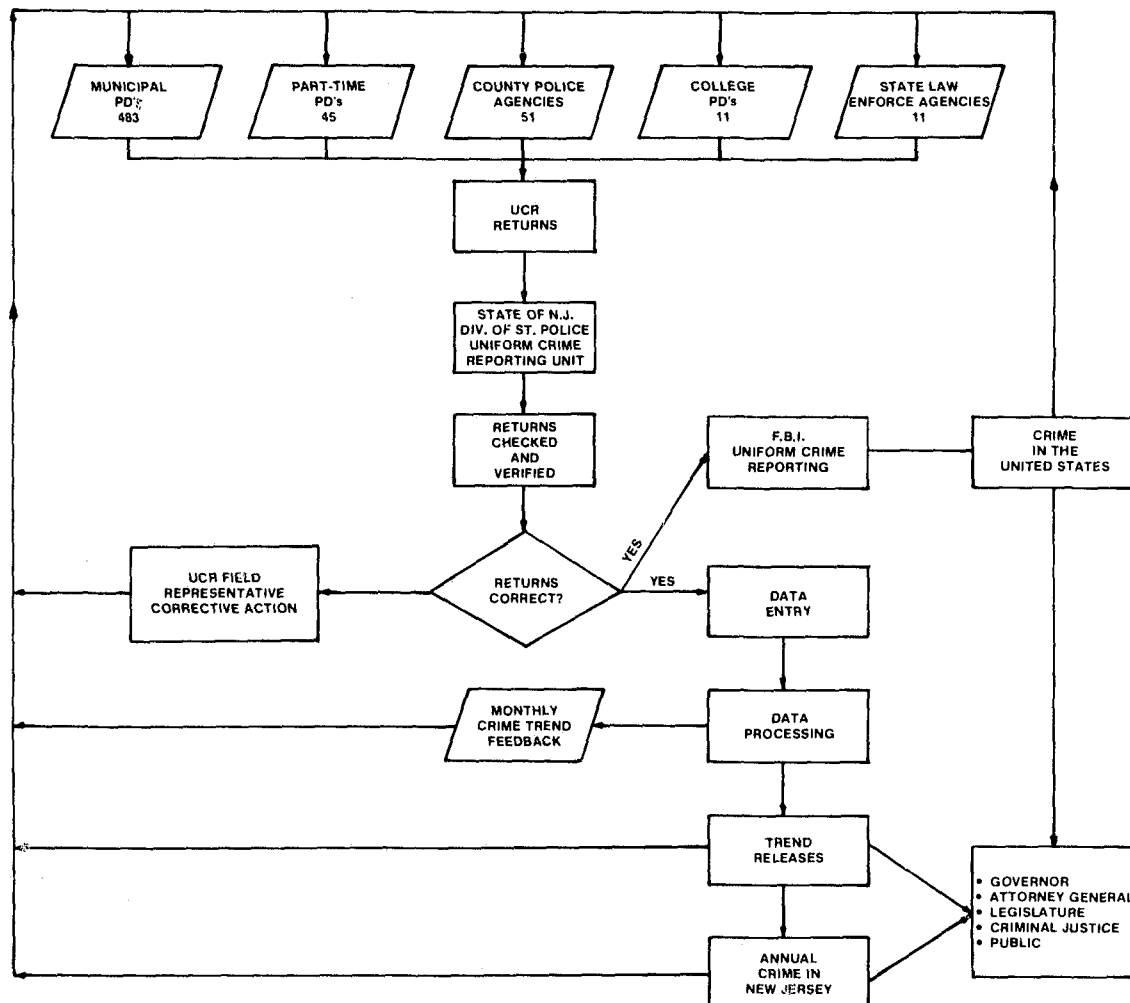 MUNICIPAL
PD's
483
PART-TIME
PD's
45
COUNTY POLICE
AGENCIES
51
COLLEGE
PD's
11
STATE LAW
ENFORCE AGENCIES
11
UCR
RETURNS
STATE OF N.J.
DIV. OF ST. POLICE
UNIFORM CRIME
REPORTING UNIT
RETURNS
CHECKED
AND
VERIFIED
F.B.I.
UNIFORM CRIME
REPORTING
CRIME
IN THE
UNITED STATES
YES
UCR FIELD
REPRESENTATIVE
CORRECTIVE ACTION
RETURNS
CORRECT?
YES
DATA
ENTRY
MONTHLY
CRIME TREND
FEEDBACK
DATA
PROCESSING
TREND
RELEASES
• GOVERNOR
• ATTORNEY GENERAL
• LEGISLATURE
• CRIMINAL JUSTICE
• PUBLIC
ANNUAL
CRIME IN
NEW JERSEY